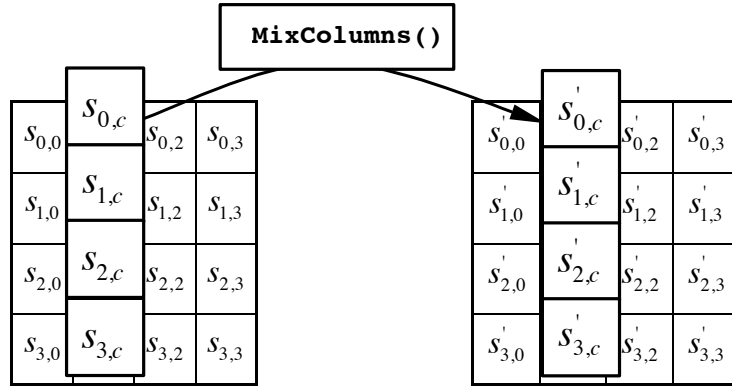 MixColumns()
s0,0 s0,c s0,2 s0,3 s'0,0 s'0,c s'0,2 s'0,3
s1,0 s1,c s1,2 s1,3 s'1,0 s'1,c s'1,2 s'1,3
s2,0 s2,c s2,2 s2,3 s'2,0 s'2,c s'2,2 s'2,3
s3,0 s3,c s3,2 s3,3 s'3,0 s'3,c s'3,2 s'3,3